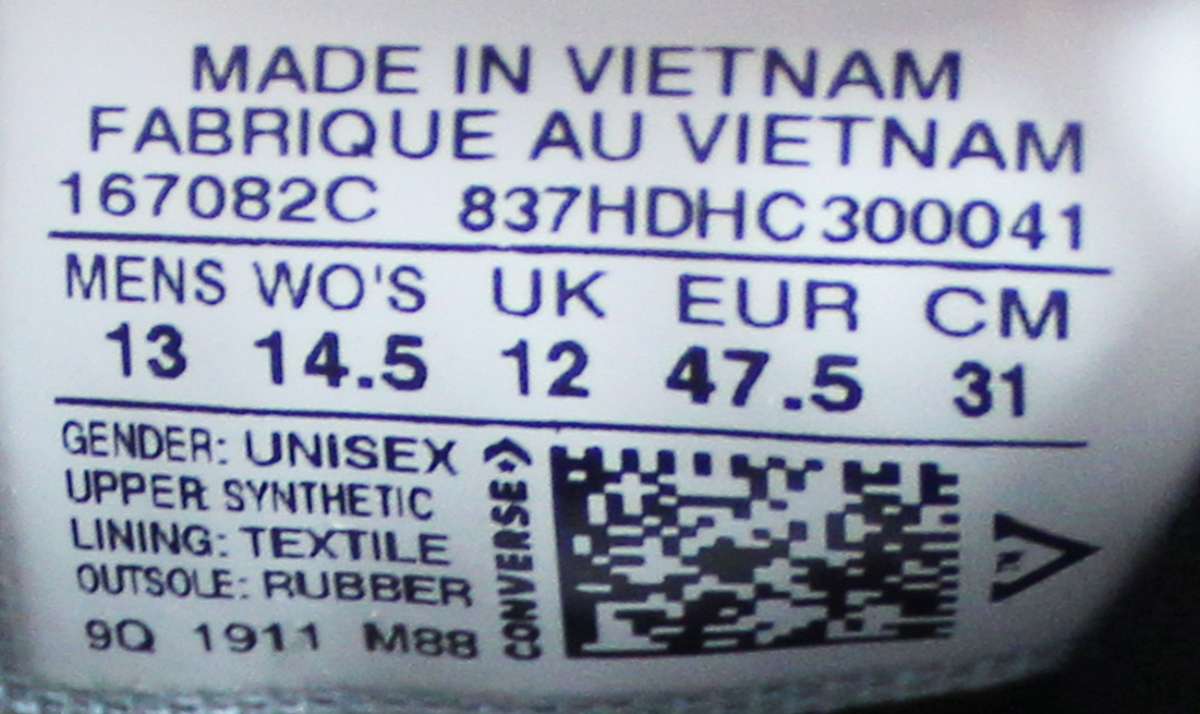 MADE IN VIETNAM
FABRIQUE AU VIETNAM
167082C 837HDHC300041
MENS WO'S UK EUR CM
13 14.5 12 47.5 31
GENDER: UNISEX
UPPER: SYNTHETIC
LINING: TEXTILE
OUTSOLE: RUBBER
9Q 1911 M88
CONVERSE